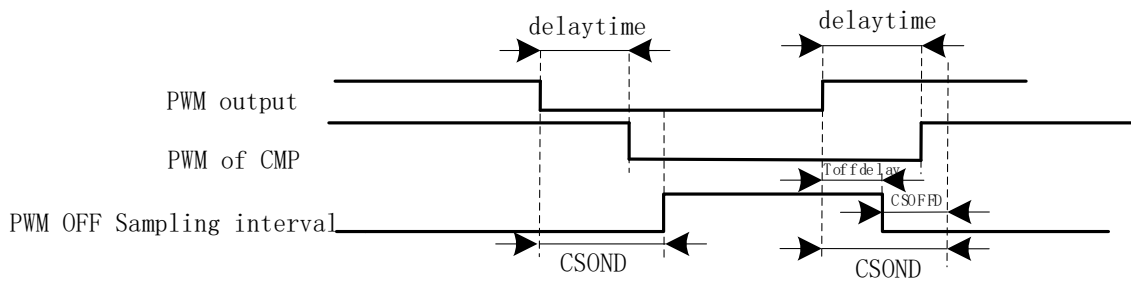 delaytime
delaytime
PWM output
PWM of CMP
Toffdelay
CSOFFD
PWM OFF Sampling interval
CSOND
CSOND